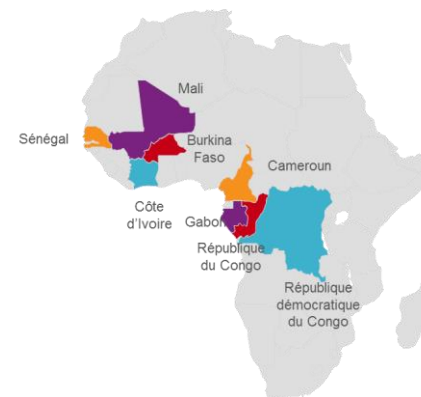 Mali
Sénégal
Burkina
Faso
Cameroun
Côte
d'Ivoire
Gabon
République
du Congo
République
démocratique
du Congo